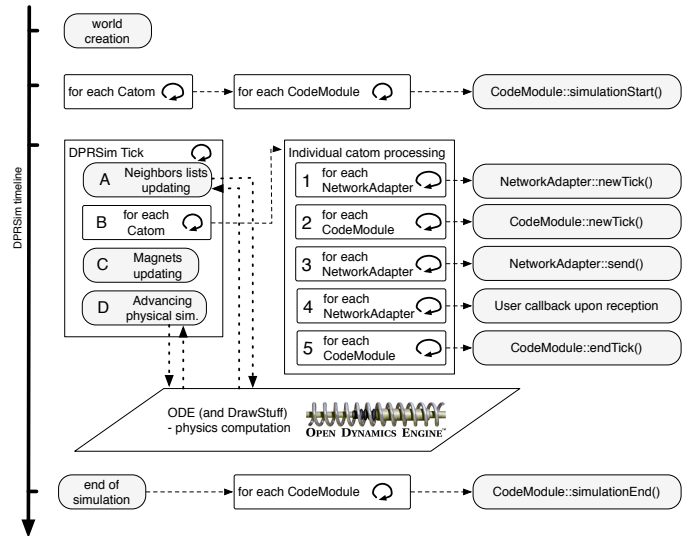 DPRSim timeline
world
creation
for each Catom
for each CodeModule
CodeModule::simulationStart()
DPRSim Tick
A Neighbors lists
updating
B for each
Catom
C Magnets
updating
D Advancing
physical sim.
Individual catom processing
1 for each
NetworkAdapter
NetworkAdapter::newTick()
2 for each
CodeModule
CodeModule::newTick()
3 for each
NetworkAdapter
NetworkAdapter::send()
4 for each
NetworkAdapter
User callback upon reception
5 for each
CodeModule
CodeModule::endTick()
ODE (and DrawStuff)
- physics computation
OPEN DYNAMICS ENGINE™
end of
simulation
for each CodeModule
CodeModule::simulationEnd()